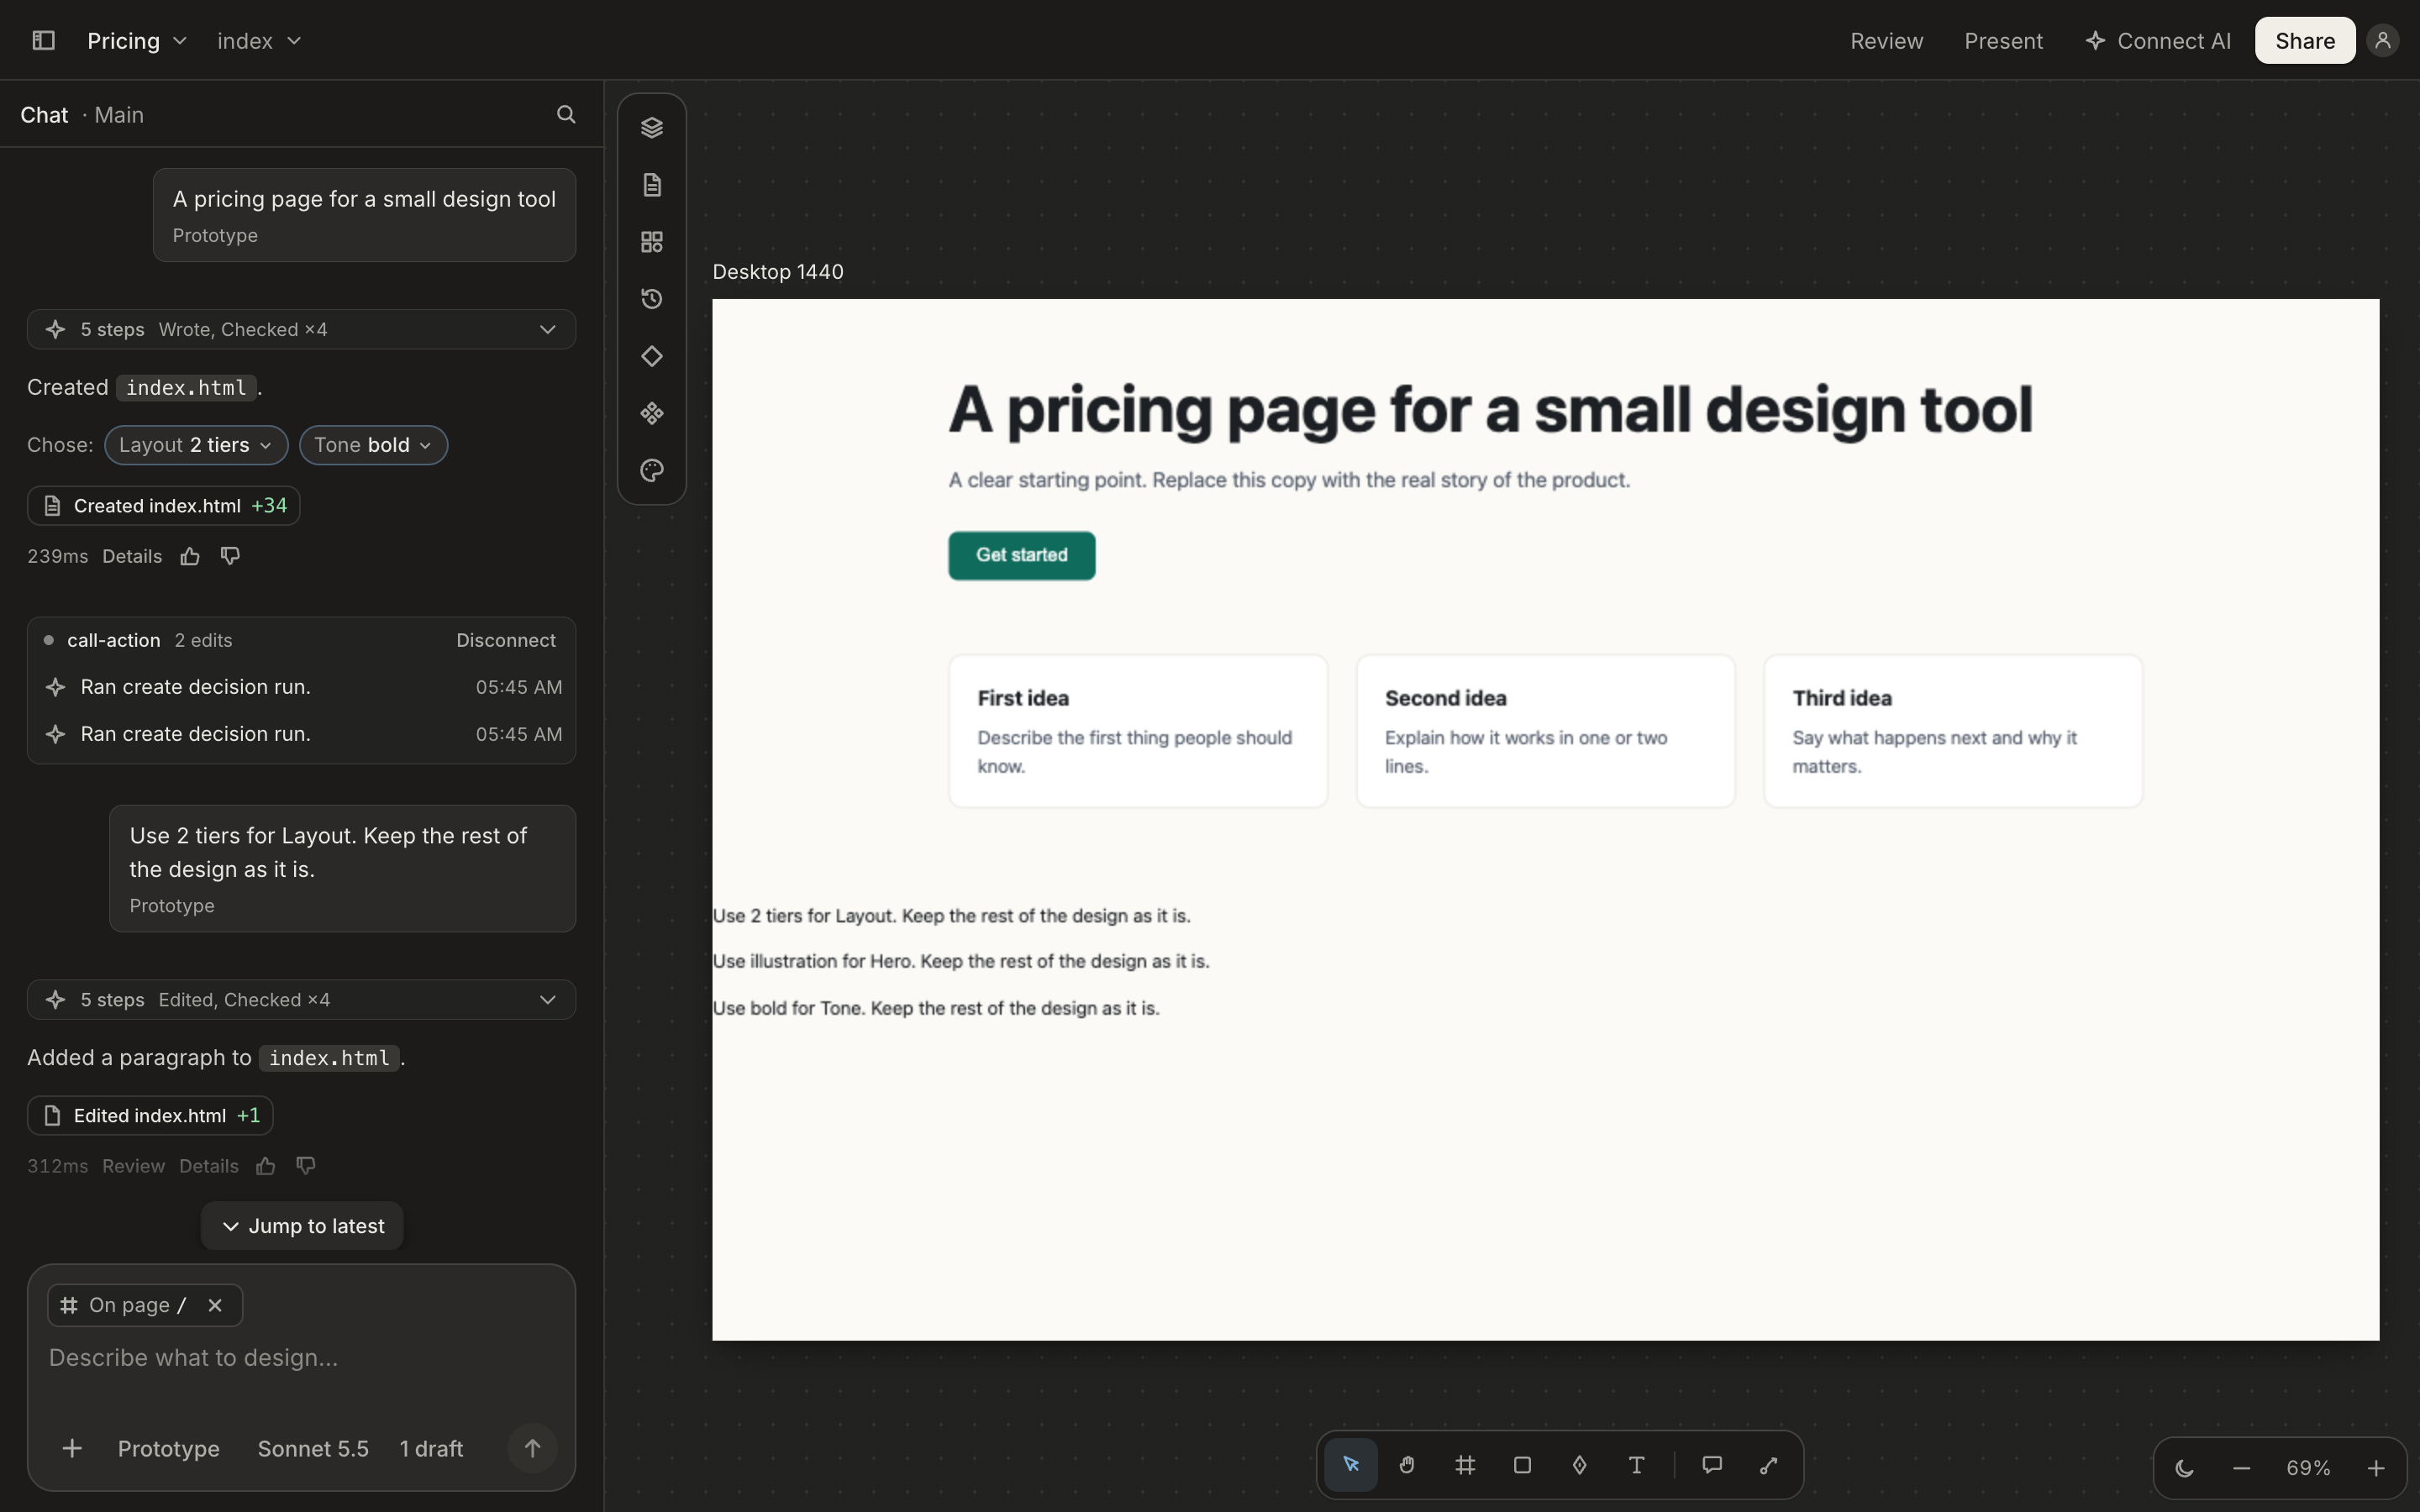 Pricing
index
Review
Present
Connect AI
Share
Chat · Main
A pricing page for a small design tool
Prototype
5 steps Wrote, Checked ×4
Created index.html.
Chose: Layout 2 tiers Tone bold
Created index.html +34
239ms Details
call-action 2 edits Disconnect
Ran create decision run. 05:45 AM
Ran create decision run. 05:45 AM
Use 2 tiers for Layout. Keep the rest of
the design as it is.
Prototype
5 steps Edited, Checked ×4
Added a paragraph to index.html.
Edited index.html +1
312ms Review Details
Jump to latest
On page /
Describe what to design...
Prototype Sonnet 5.5 1 draft
Desktop 1440
A pricing page for a small design tool
A clear starting point. Replace this copy with the real story of the product.
Get started
First idea
Describe the first thing people should
know.
Second idea
Explain how it works in one or two
lines.
Third idea
Say what happens next and why it
matters.
Use 2 tiers for Layout. Keep the rest of the design as it is.
Use illustration for Hero. Keep the rest of the design as it is.
Use bold for Tone. Keep the rest of the design as it is.
69%